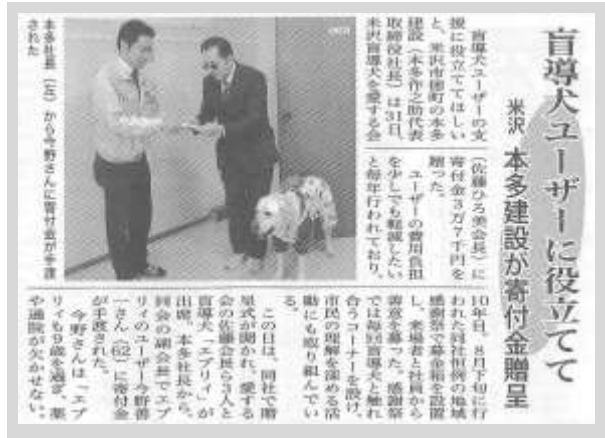 盲導犬ユーザーに役立てて
米沢 本多建設が寄付金贈呈
盲導犬ユーザーの支
援に役立ててほしい
と、米沢市徳町の本多
建設（本多作之助代表
取締役社長）は31日、
米沢盲導犬を愛する会
（佐藤ひろ美会長）に
寄付金3万7千円を
贈った。
ユーザーの費用負担
を少しでも軽減したい
と毎年行われており、
10年目。8月下旬に行
われた同社恒例の地域
感謝祭で募金箱を設置
し、来場者と社員から
善意を募った。感謝祭
では毎回盲導犬と触れ
合うコーナーを設け、
市民の理解を深める活
動にも取り組んでい
る。
この日は、同社で贈
呈式が開かれ、愛する
会の佐藤会長ら3人と
盲導犬「エブリィ」が
出席。本多社長から、
同会の副会長でエブ
リィのユーザー今野善
一さん（62）に寄付金
が手渡された。
今野さんは「エブ
リィも9歳を過ぎ、薬
や通院が欠かせない。
本多社長（左）から今野さんに寄付金が手渡
された